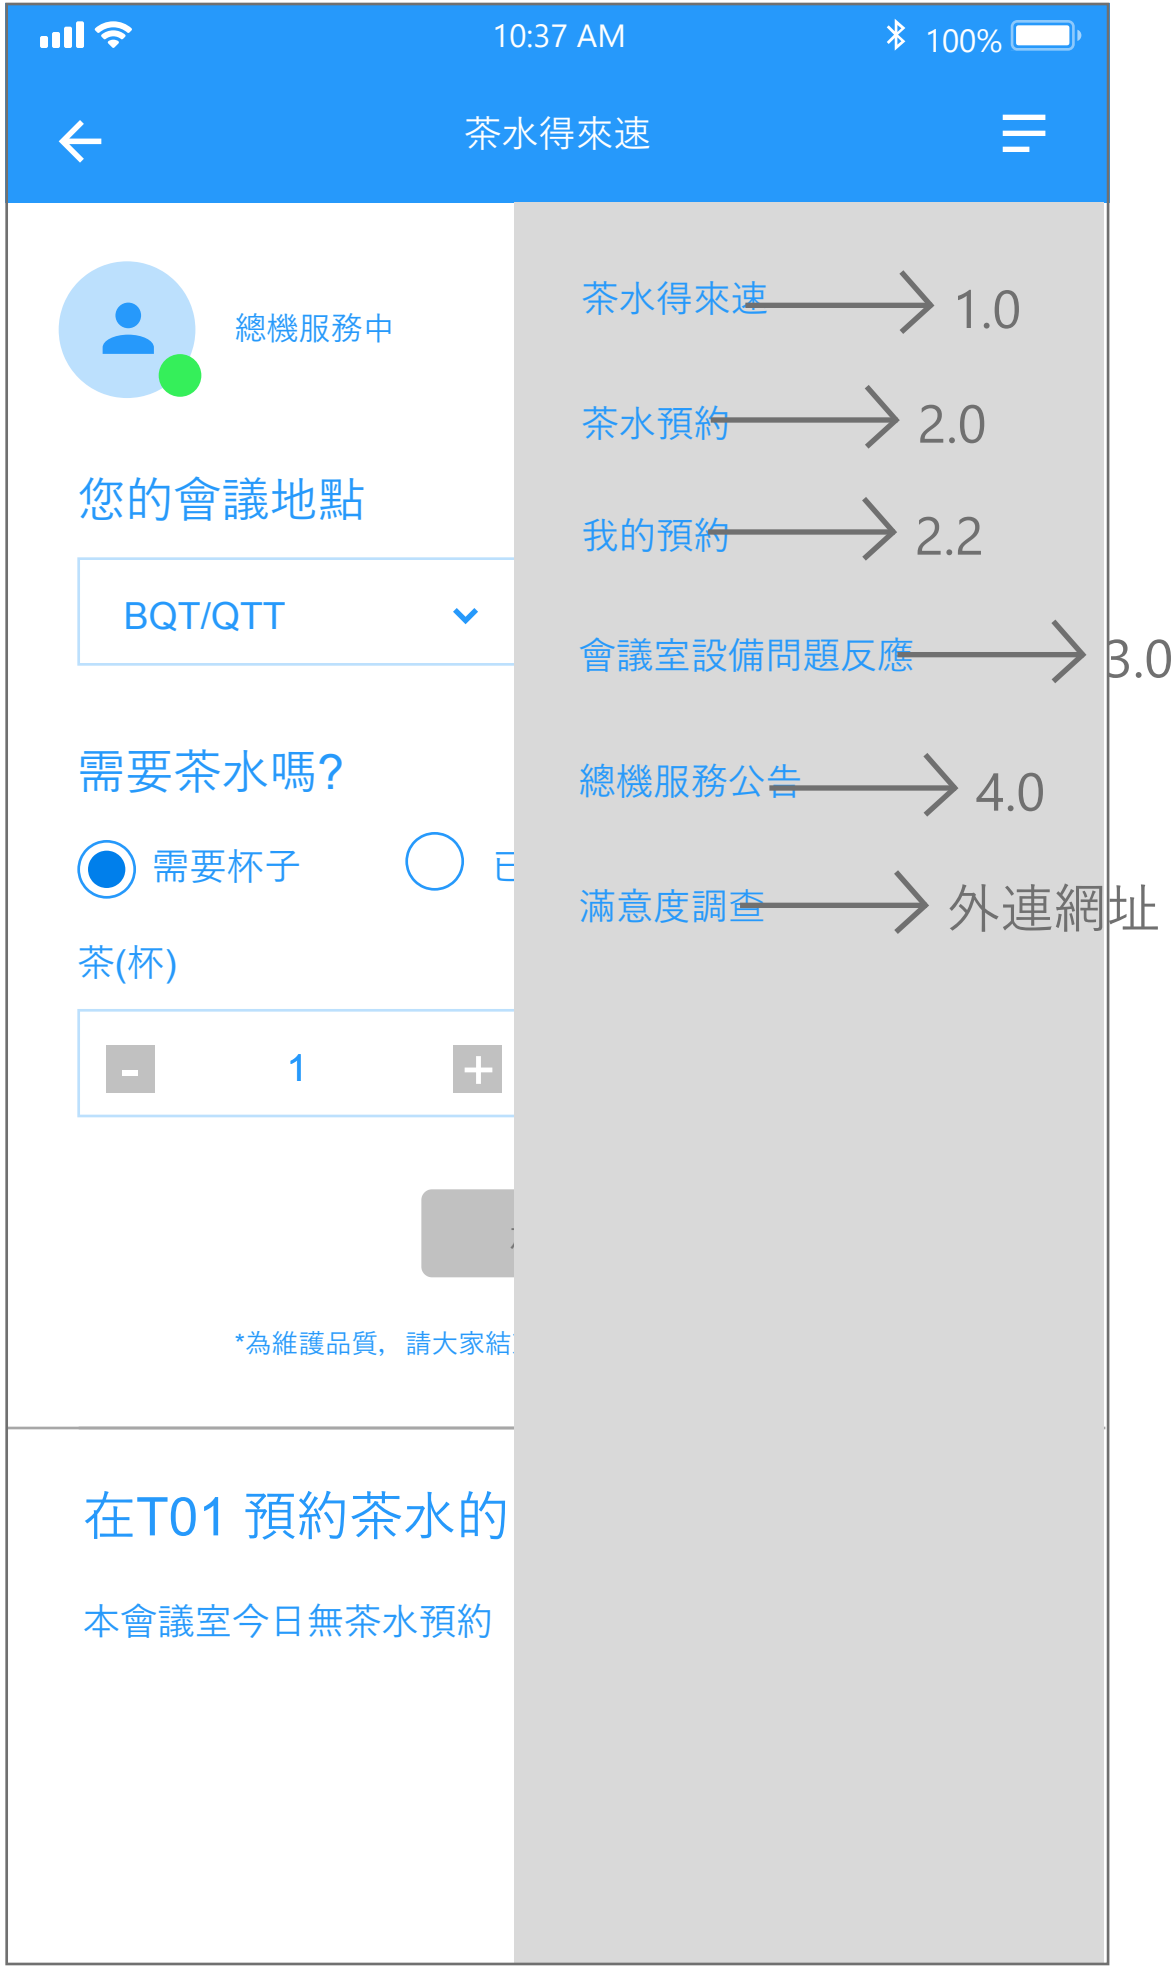 10:37 AM
100%
茶水得來速
總機服務中
您的會議地點
BQT/QTT
需要茶水嗎?
需要杯子
已
茶(杯)
- 1 +
*為維護品質，請大家結
在T01 預約茶水的
本會議室今日無茶水預約
茶水得來速 1.0
茶水預約 2.0
我的預約 2.2
會議室設備問題反應 3.0
總機服務公告 4.0
滿意度調查 外連網址